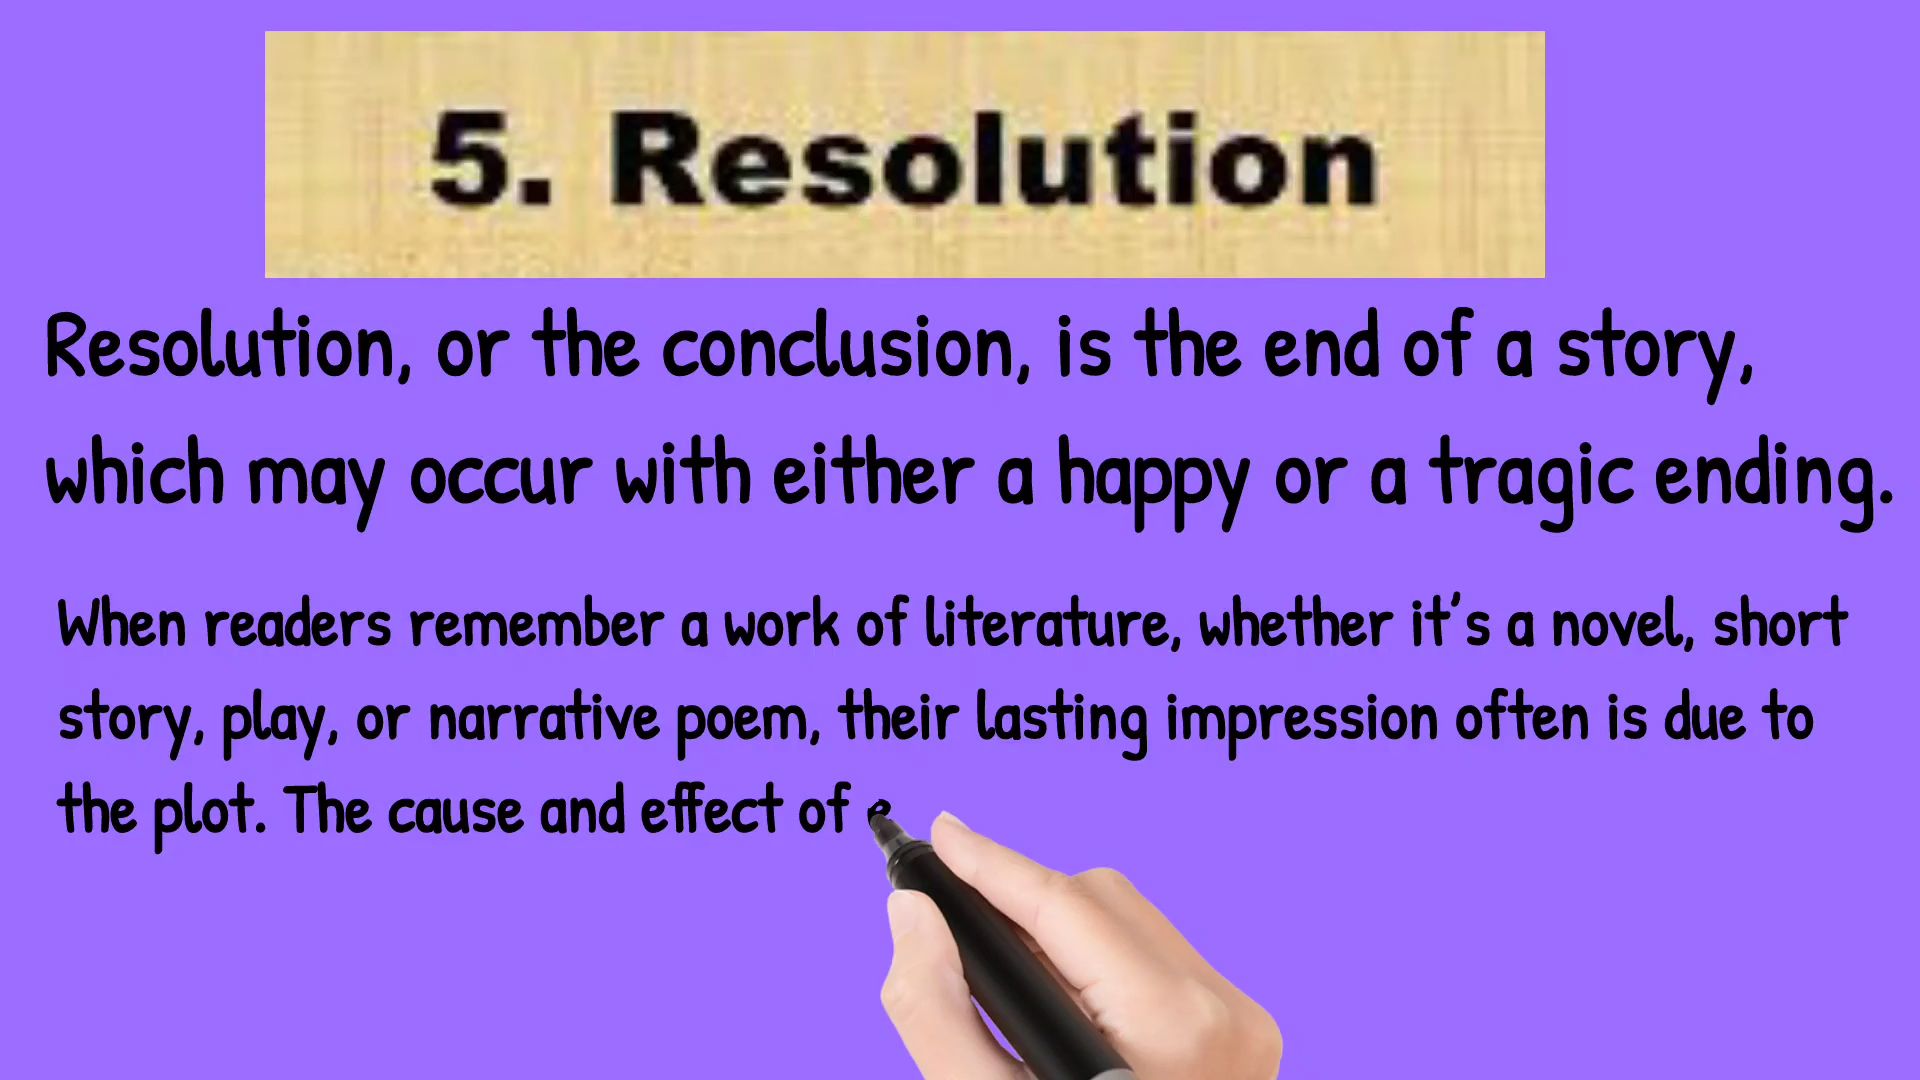 5. Resolution
Resolution, or the conclusion, is the end of a story,
which may occur with either a happy or a tragic ending.
When readers remember a work of literature, whether it's a novel, short
story, play, or narrative poem, their lasting impression often is due to
the plot. The cause and effect of e